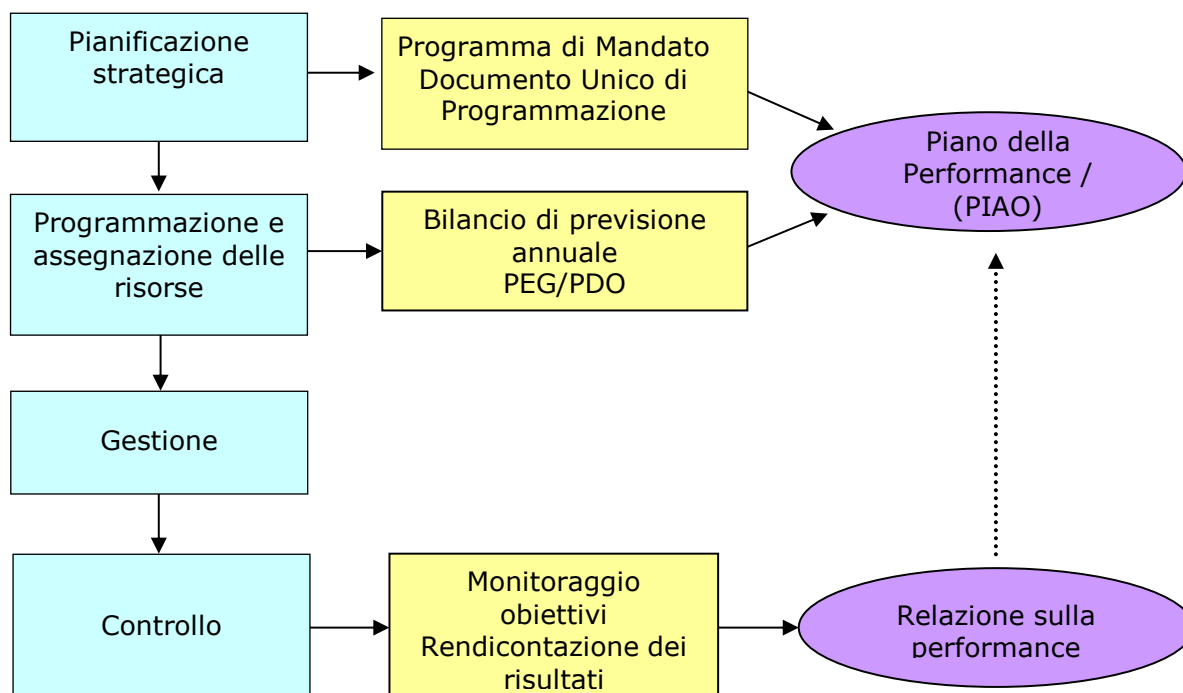 Pianificazione
strategica
Programma di Mandato
Documento Unico di
Programmazione
Piano della
Performance /
(PIAO)
Programmazione e
assegnazione delle
risorse
Bilancio di previsione
annuale
PEG/PDO
Gestione
Controllo
Monitoraggio
obiettivi
Rendicontazione dei
risultati
Relazione sulla
performance